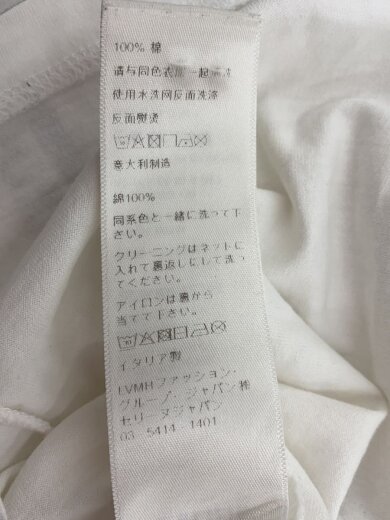 100% 棉
请与同色衣服一起清洗
使用水洗网反面洗涤
反面熨烫
意大利制造
綿100%
同系色と一緒に洗って下
さい。
クリーニングはネットに
入れて裏返しにして洗っ
てください。
アイロンは裏から
当てて下さい。
イタリア製
LVMHファッション・
グループ・ジャパン㈱
セリーヌジャパン
03-5414-1401